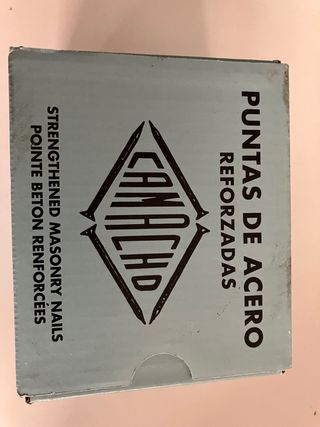 PUNTAS DE ACERO
REFORZADAS
CAMACHO
STRENGTHENED MASONRY NAILS
POINTE BETON RENFORCÉES